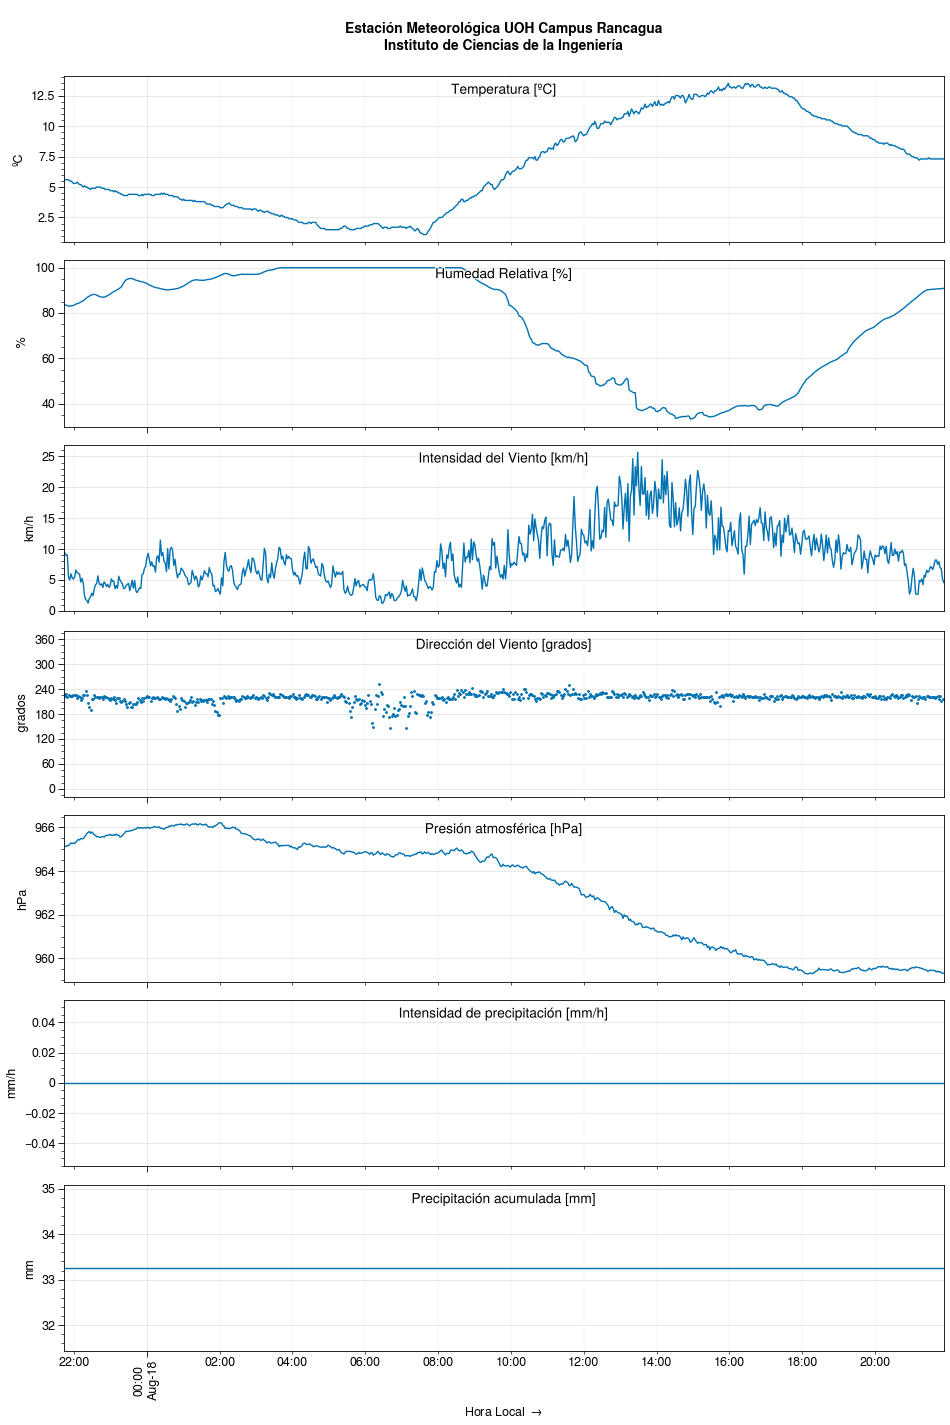 Estación Meteorológica UOH Campus Rancagua
Instituto de Ciencias de la Ingeniería
Temperatura [ºC]
ºC
12.5
10
7.5
5
2.5
Humedad Relativa [%]
%
100
80
60
40
Intensidad del Viento [km/h]
km/h
25
20
15
10
5
0
Dirección del Viento [grados]
grados
360
300
240
180
120
60
0
Presión atmosférica [hPa]
hPa
966
964
962
960
Intensidad de precipitación [mm/h]
mm/h
0.04
0.02
0
−0.02
−0.04
Precipitación acumulada [mm]
mm
35
34
33
32
22:00
00:00
Aug-18
02:00
04:00
06:00
08:00
10:00
12:00
14:00
16:00
18:00
20:00
Hora Local →